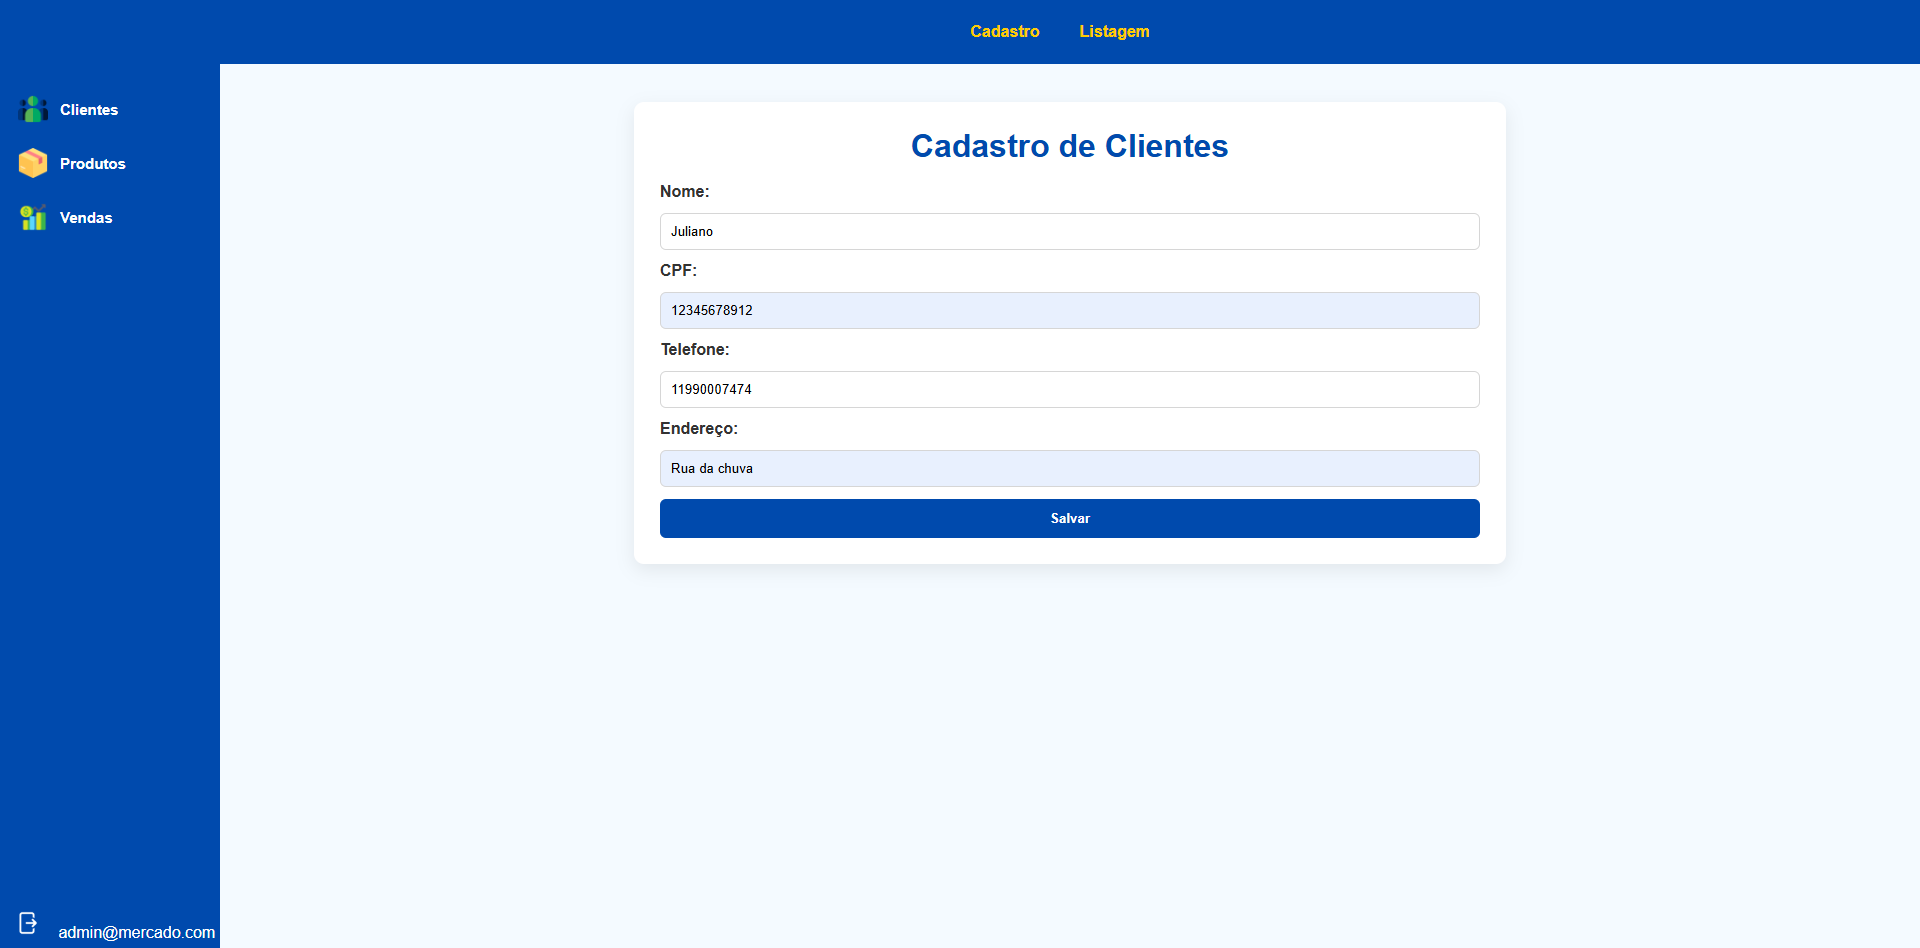 Cadastro Listagem
Clientes
Produtos
Vendas
Cadastro de Clientes
Nome:
Juliano
CPF:
12345678912
Telefone:
11990007474
Endereço:
Rua da chuva
Salvar
admin@mercado.com